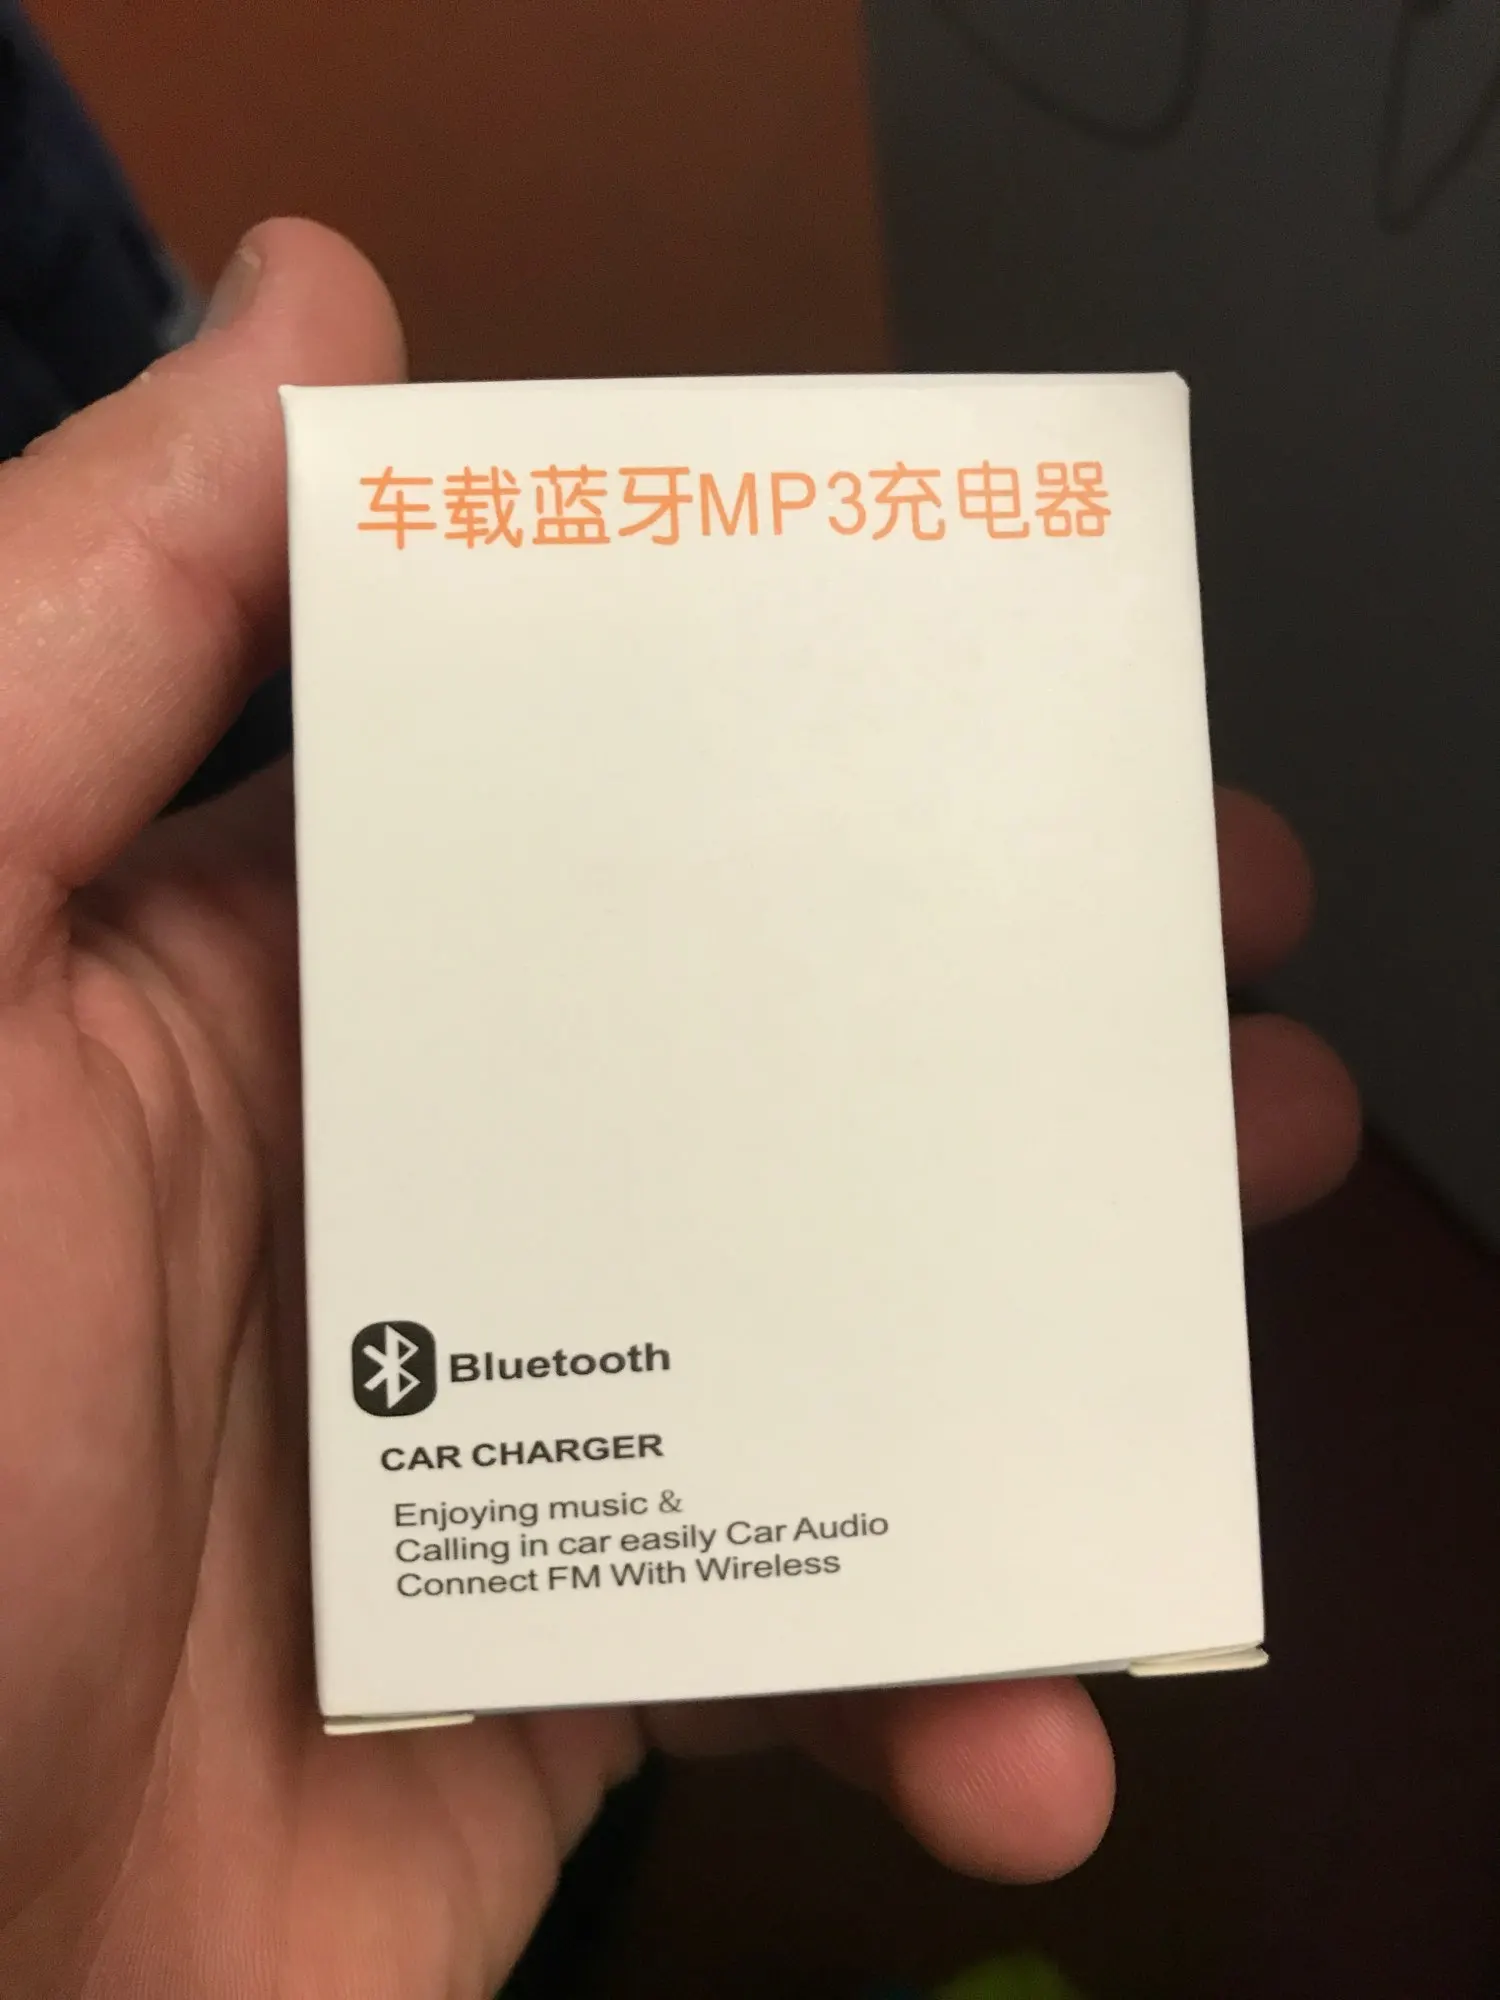 车载蓝牙MP3充电器
Bluetooth
CAR CHARGER
Enjoying music &
Calling in car easily Car Audio
Connect FM With Wireless